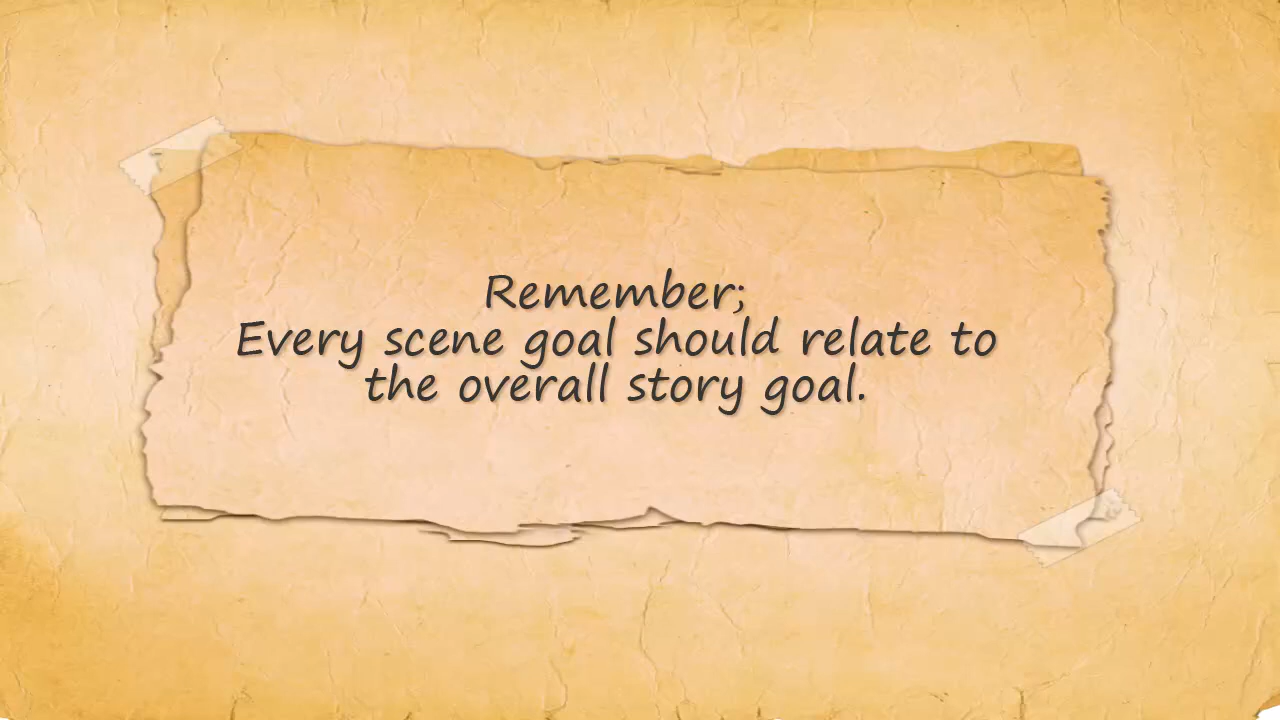 Remember;
Every scene goal should relate to
the overall story goal.